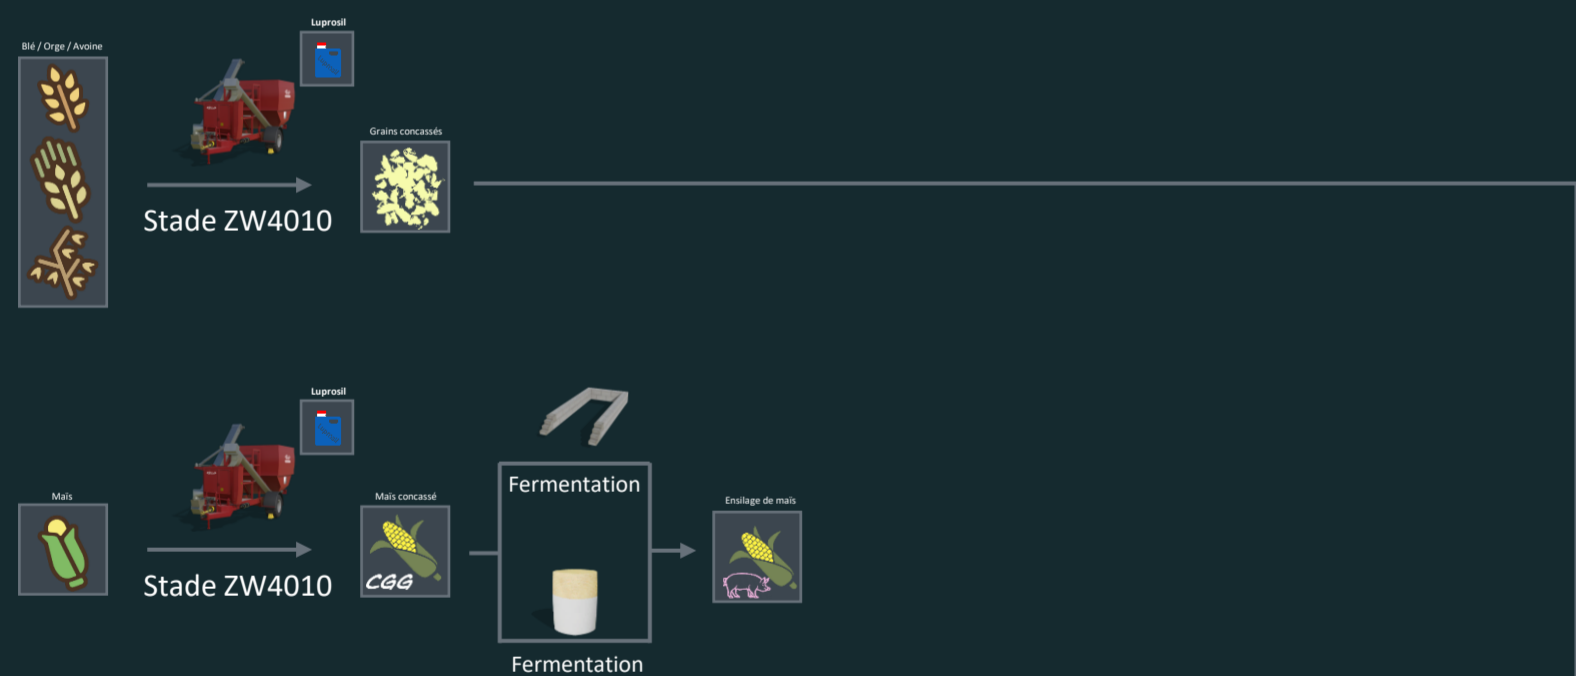 Luprosil
Blé / Orge / Avoine
Grains concassés
Stade ZW4010
Luprosil
Maïs
Maïs concassé
Fermentation
Ensilage de maïs
CGG
Stade ZW4010
Fermentation